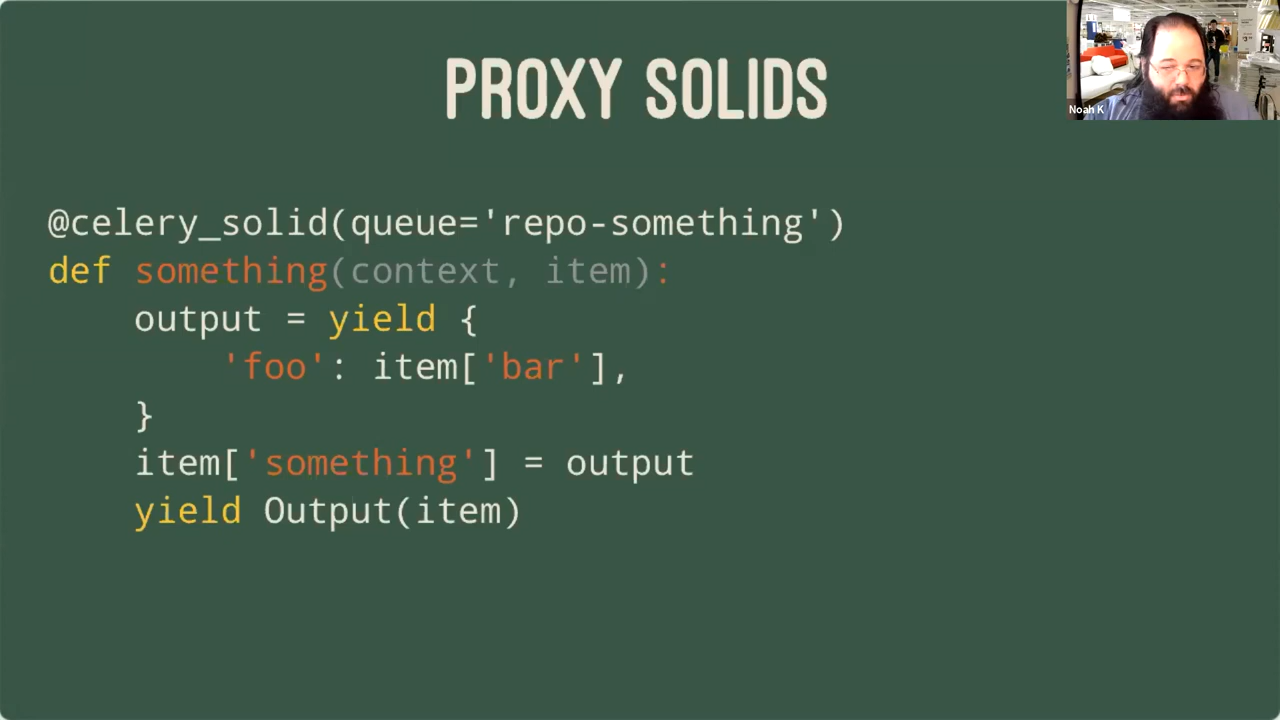 PROXY SOLIDS
Noah K
@celery_solid(queue='repo-something')
def something(context, item):
    output = yield {
        'foo': item['bar'],
    }
    item['something'] = output
    yield Output(item)